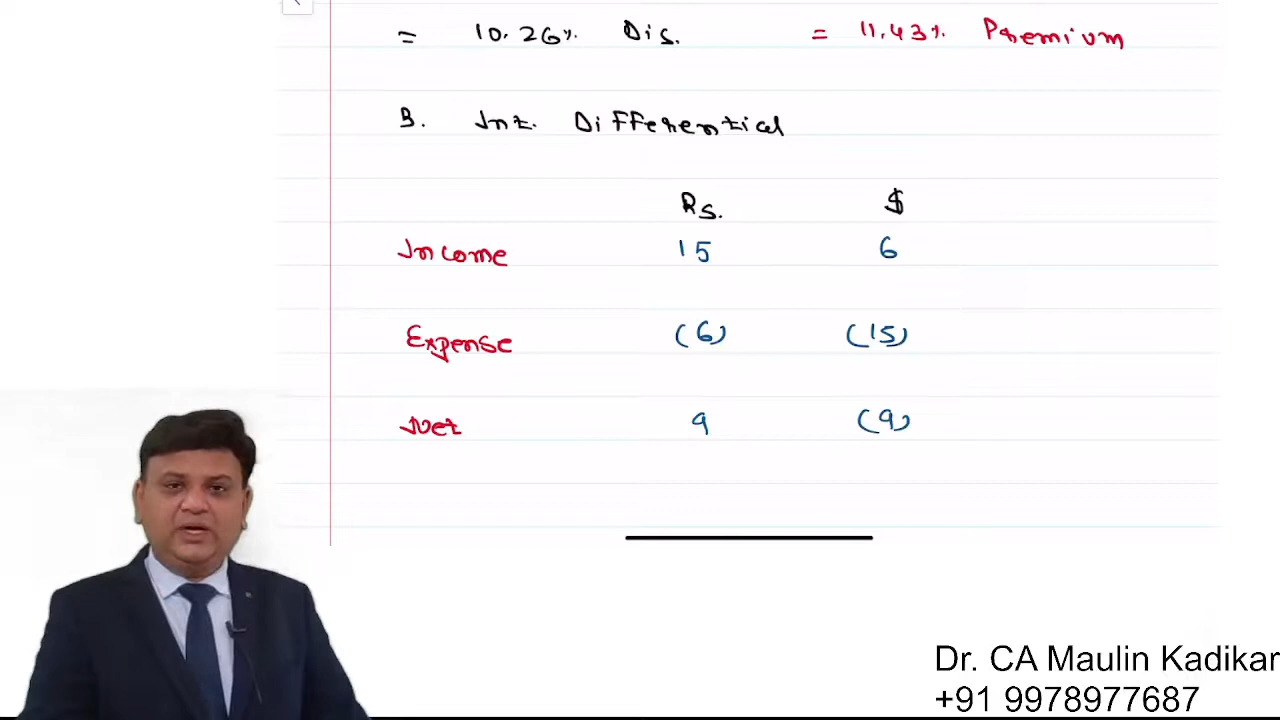 = 10.26% Dis. = 11.43% Premium
B. Int. Differential
Rs. $
Income 15 6
Expense (6) (15)
Net 9 (9)
Dr. CA Maulin Kadikar
+91 9978977687